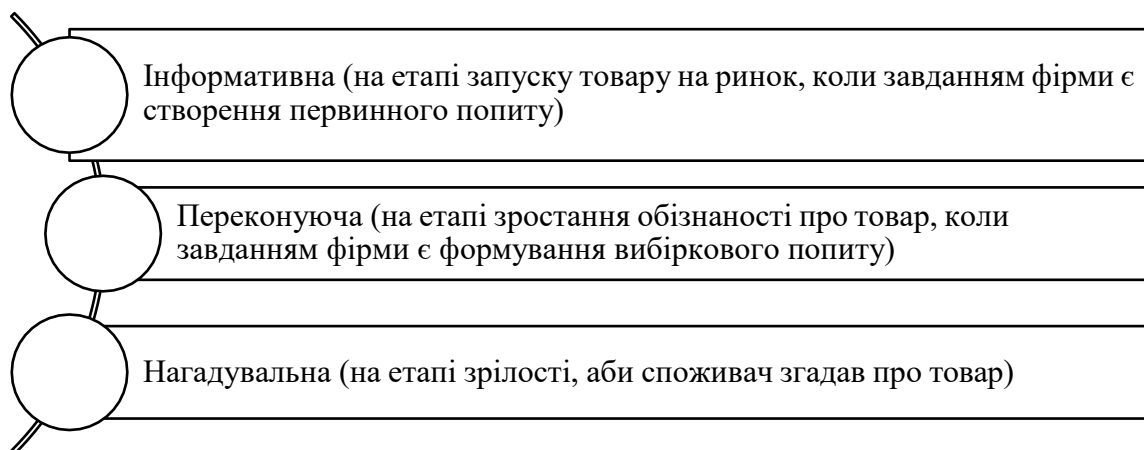 Інформативна (на етапі запуску товару на ринок, коли завданням фірми є
створення первинного попиту)
Переконуюча (на етапі зростання обізнаності про товар, коли
завданням фірми є формування вибіркового попиту)
Нагадувальна (на етапі зрілості, аби споживач згадав про товар)